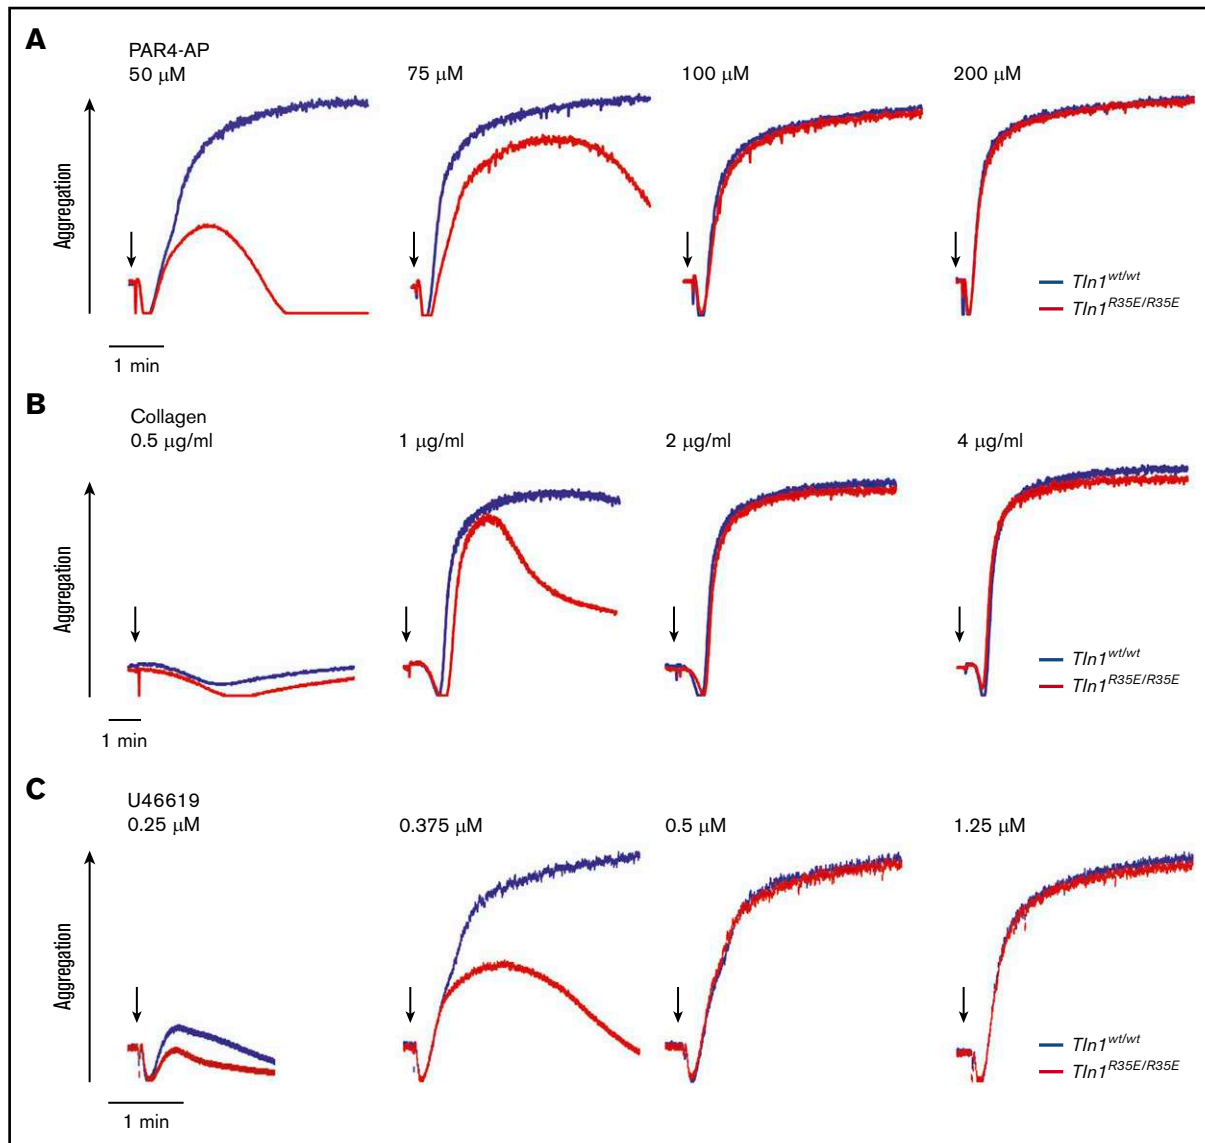 A
PAR4-AP
50 μM
75 μM
100 μM
200 μM
Aggregation
Tln1wt/wt
Tln1R35E/R35E
1 min
B
Collagen
0.5 μg/ml
1 μg/ml
2 μg/ml
4 μg/ml
Aggregation
Tln1wt/wt
Tln1R35E/R35E
1 min
C
U46619
0.25 μM
0.375 μM
0.5 μM
1.25 μM
Aggregation
Tln1wt/wt
Tln1R35E/R35E
1 min